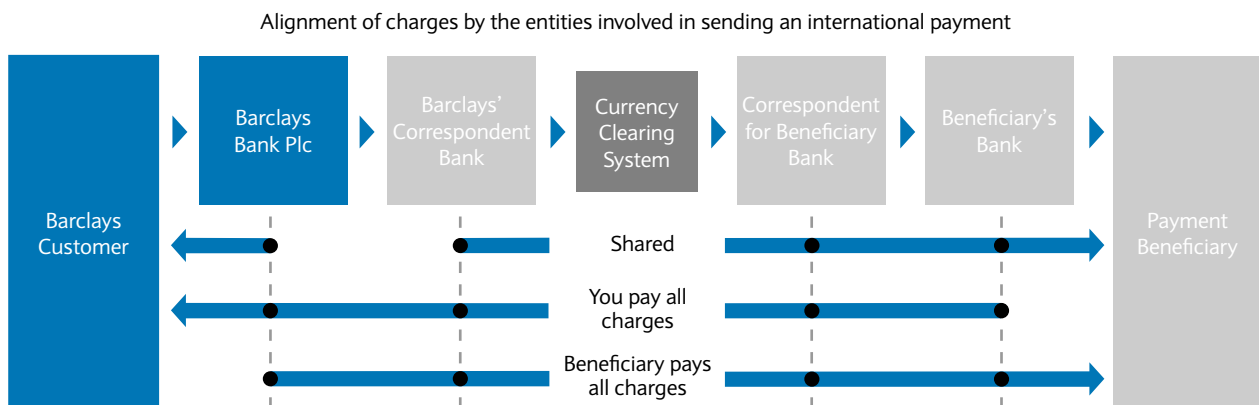 Alignment of charges by the entities involved in sending an international payment
Barclays
Customer
Barclays
Bank Plc
Barclays’
Correspondent
Bank
Currency
Clearing
System
Correspondent
for Beneficiary
Bank
Beneficiary’s
Bank
Payment
Beneficiary
Shared
You pay all
charges
Beneficiary pays
all charges